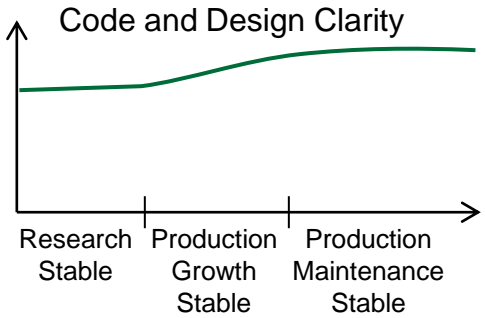 Code and Design Clarity
Research Stable
Production Growth Stable
Production Maintenance Stable